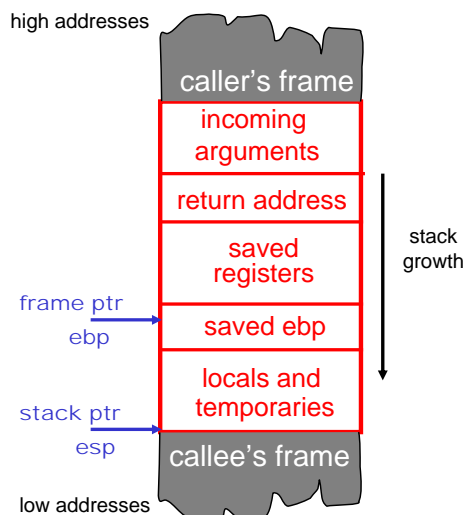 high addresses
caller's frame
incoming
arguments
return address
saved
registers
stack
growth
frame ptr
ebp
saved ebp
locals and
temporaries
stack ptr
esp
callee's frame
low addresses